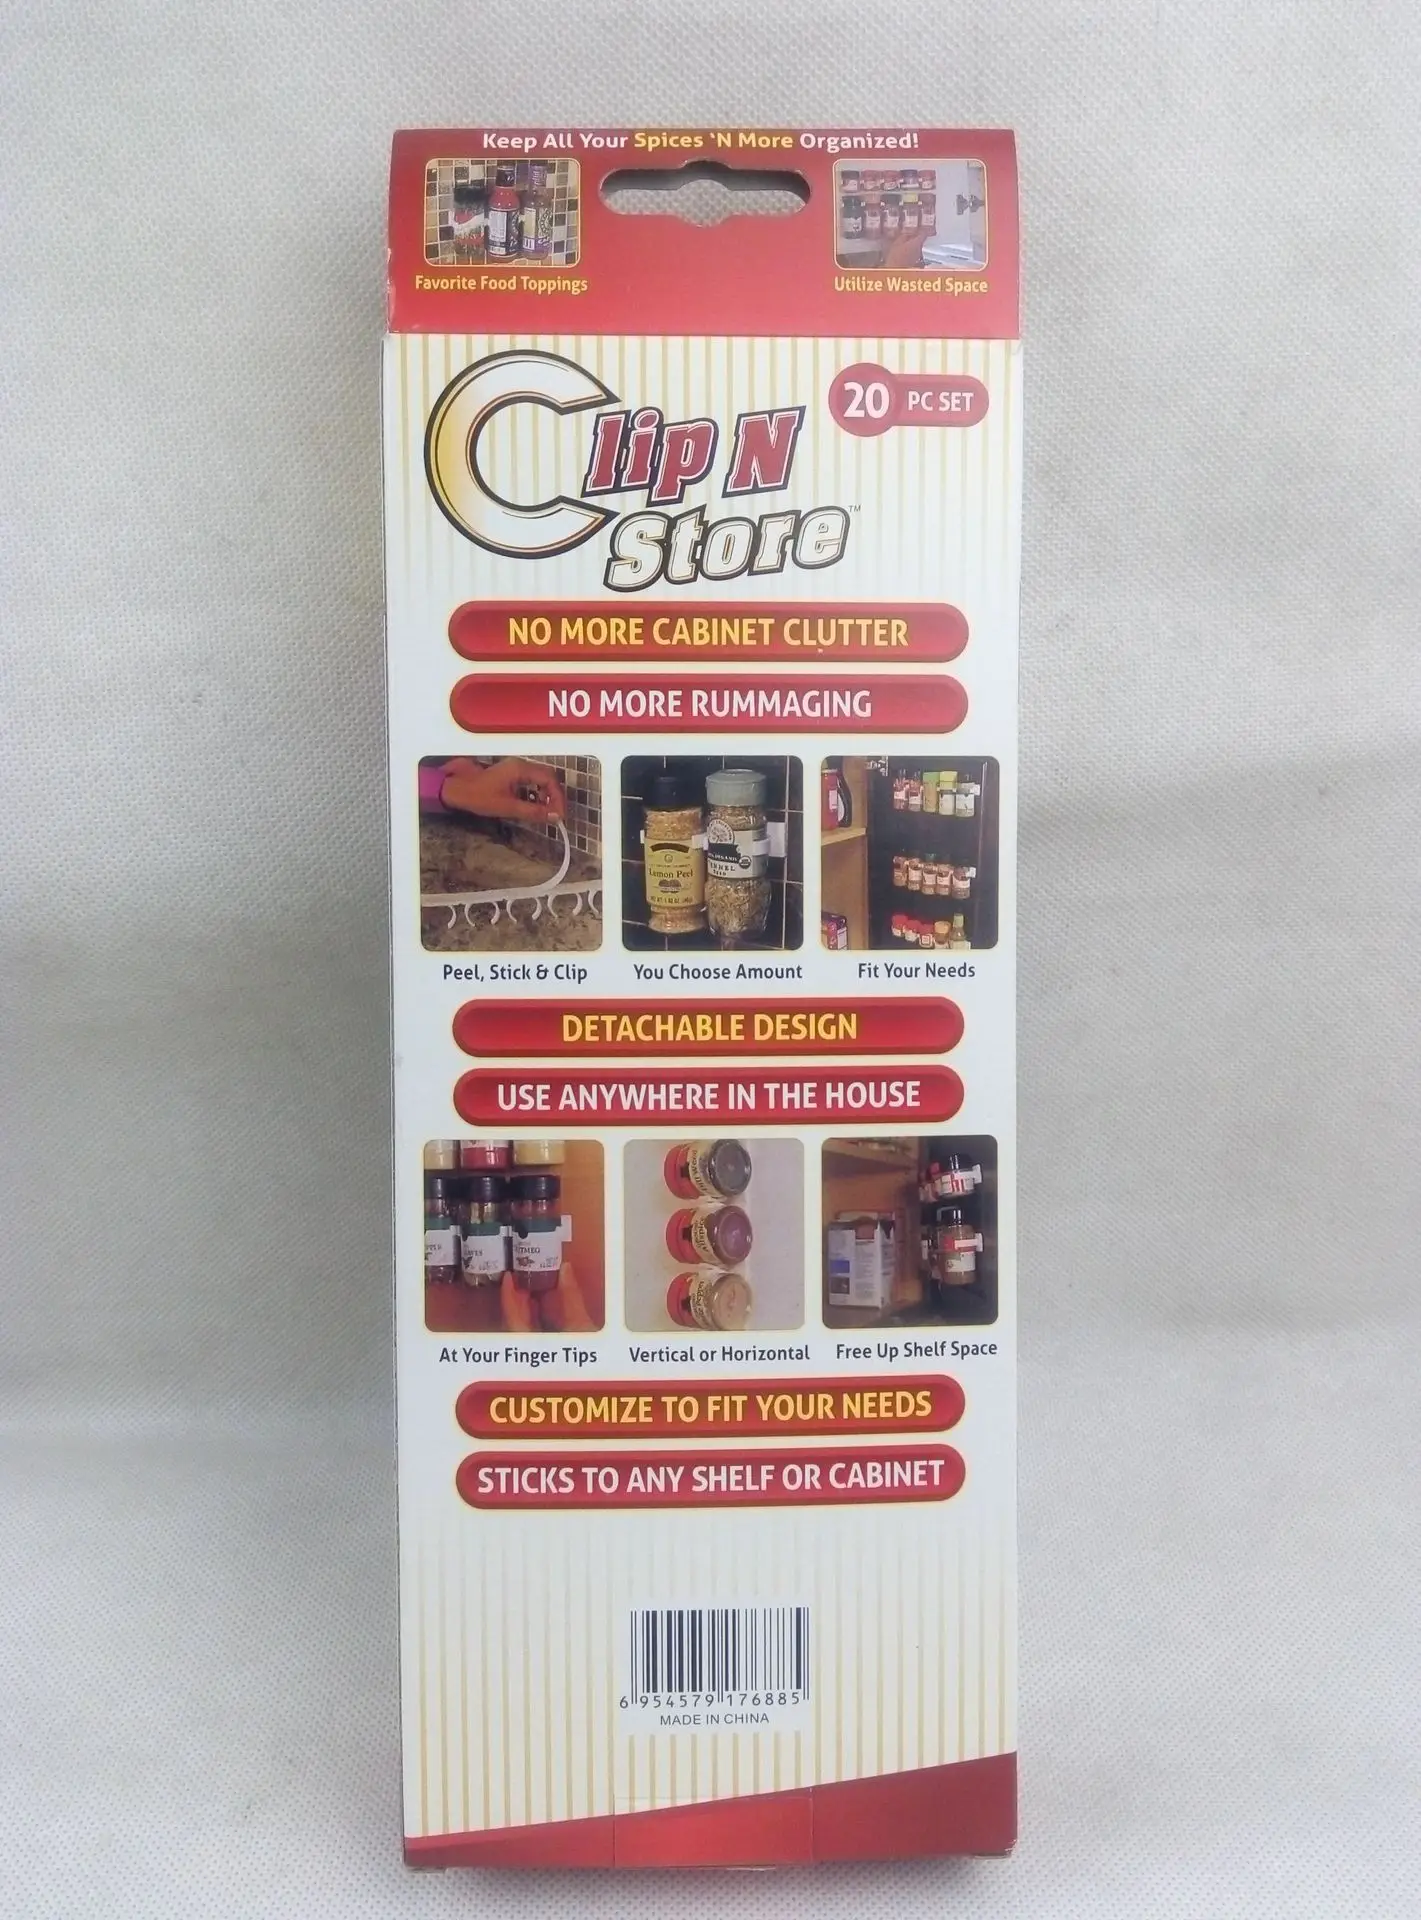 Keep All Your Spices 'N More Organized!
Favorite Food Toppings
Utilize Wasted Space
Clip N
Store™
20 PC SET
NO MORE CABINET CLUTTER
NO MORE RUMMAGING
Lemon Peel
Peel, Stick & Clip
You Choose Amount
Fit Your Needs
DETACHABLE DESIGN
USE ANYWHERE IN THE HOUSE
At Your Finger Tips
Vertical or Horizontal
Free Up Shelf Space
CUSTOMIZE TO FIT YOUR NEEDS
STICKS TO ANY SHELF OR CABINET
6 954579 176885
MADE IN CHINA